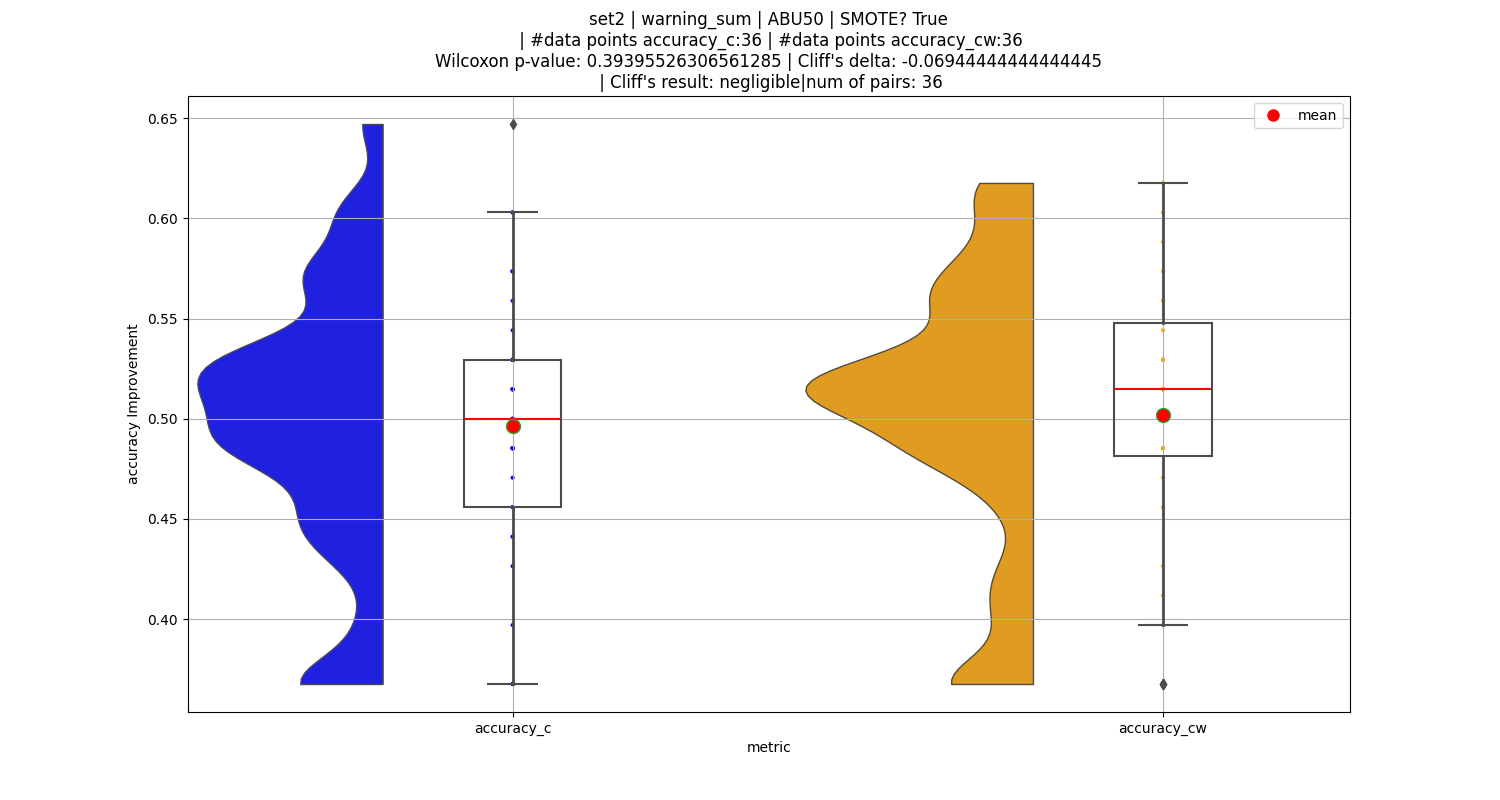 set2 | warning_sum | ABU50 | SMOTE? True
| #data points accuracy_c:36 | #data points accuracy_cw:36
Wilcoxon p-value: 0.39395526306561285 | Cliff's delta: -0.06944444444444445
| Cliff's result: negligible|num of pairs: 36
mean
0.65
0.60
0.55
0.50
0.45
0.40
accuracy Improvement
accuracy_c
accuracy_cw
metric